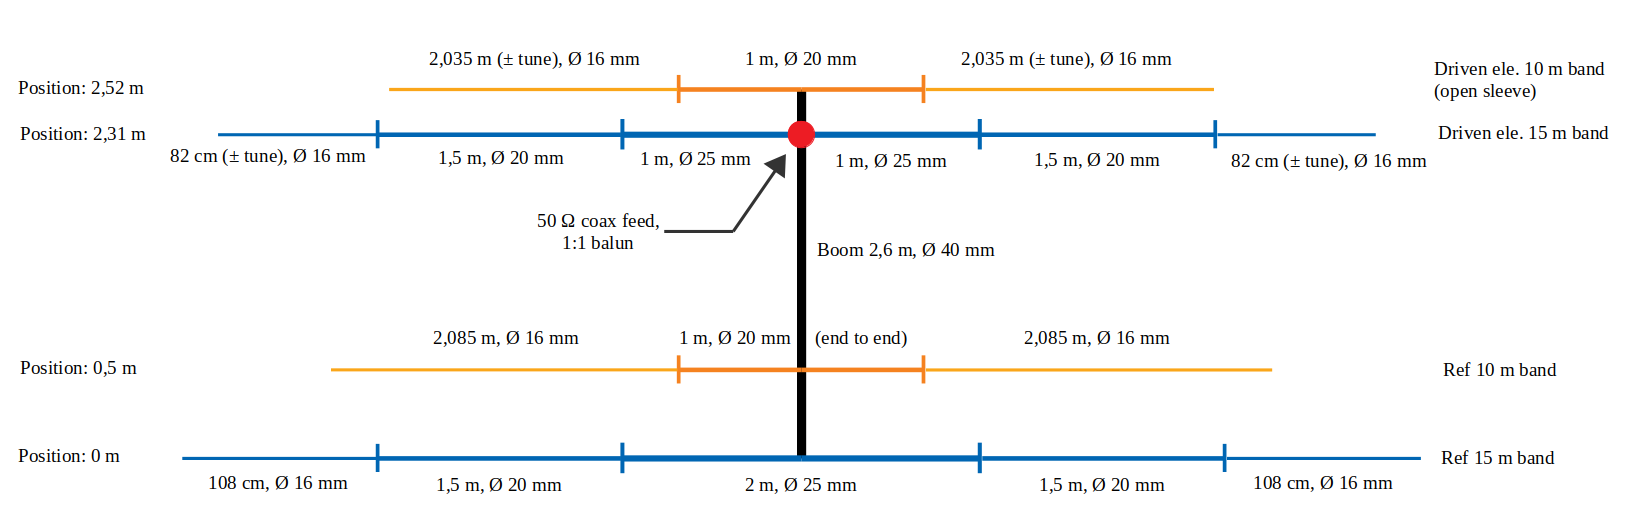 2,035 m (± tune), Ø 16 mm
1 m, Ø 20 mm
2,035 m (± tune), Ø 16 mm
Position: 2,52 m
Driven ele. 10 m band
(open sleeve)
Position: 2,31 m
Driven ele. 15 m band
82 cm (± tune), Ø 16 mm
1,5 m, Ø 20 mm
1 m, Ø 25 mm
1 m, Ø 25 mm
1,5 m, Ø 20 mm
82 cm (± tune), Ø 16 mm
50 Ω coax feed,
1:1 balun
Boom 2,6 m, Ø 40 mm
2,085 m, Ø 16 mm
1 m, Ø 20 mm
(end to end)
2,085 m, Ø 16 mm
Position: 0,5 m
Ref 10 m band
Position: 0 m
Ref 15 m band
108 cm, Ø 16 mm
1,5 m, Ø 20 mm
2 m, Ø 25 mm
1,5 m, Ø 20 mm
108 cm, Ø 16 mm